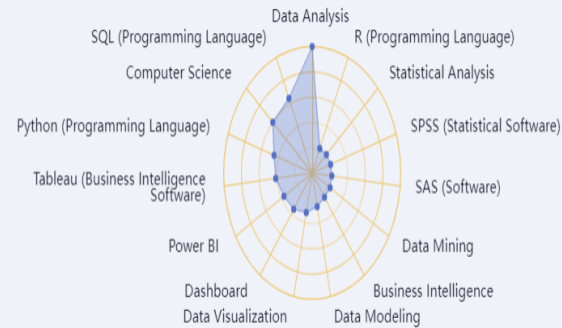 Data Analysis
SQL (Programming Language)
R (Programming Language)
Computer Science
Statistical Analysis
Python (Programming Language)
SPSS (Statistical Software)
Tableau (Business Intelligence
Software)
SAS (Software)
Power BI
Data Mining
Dashboard
Business Intelligence
Data Visualization
Data Modeling